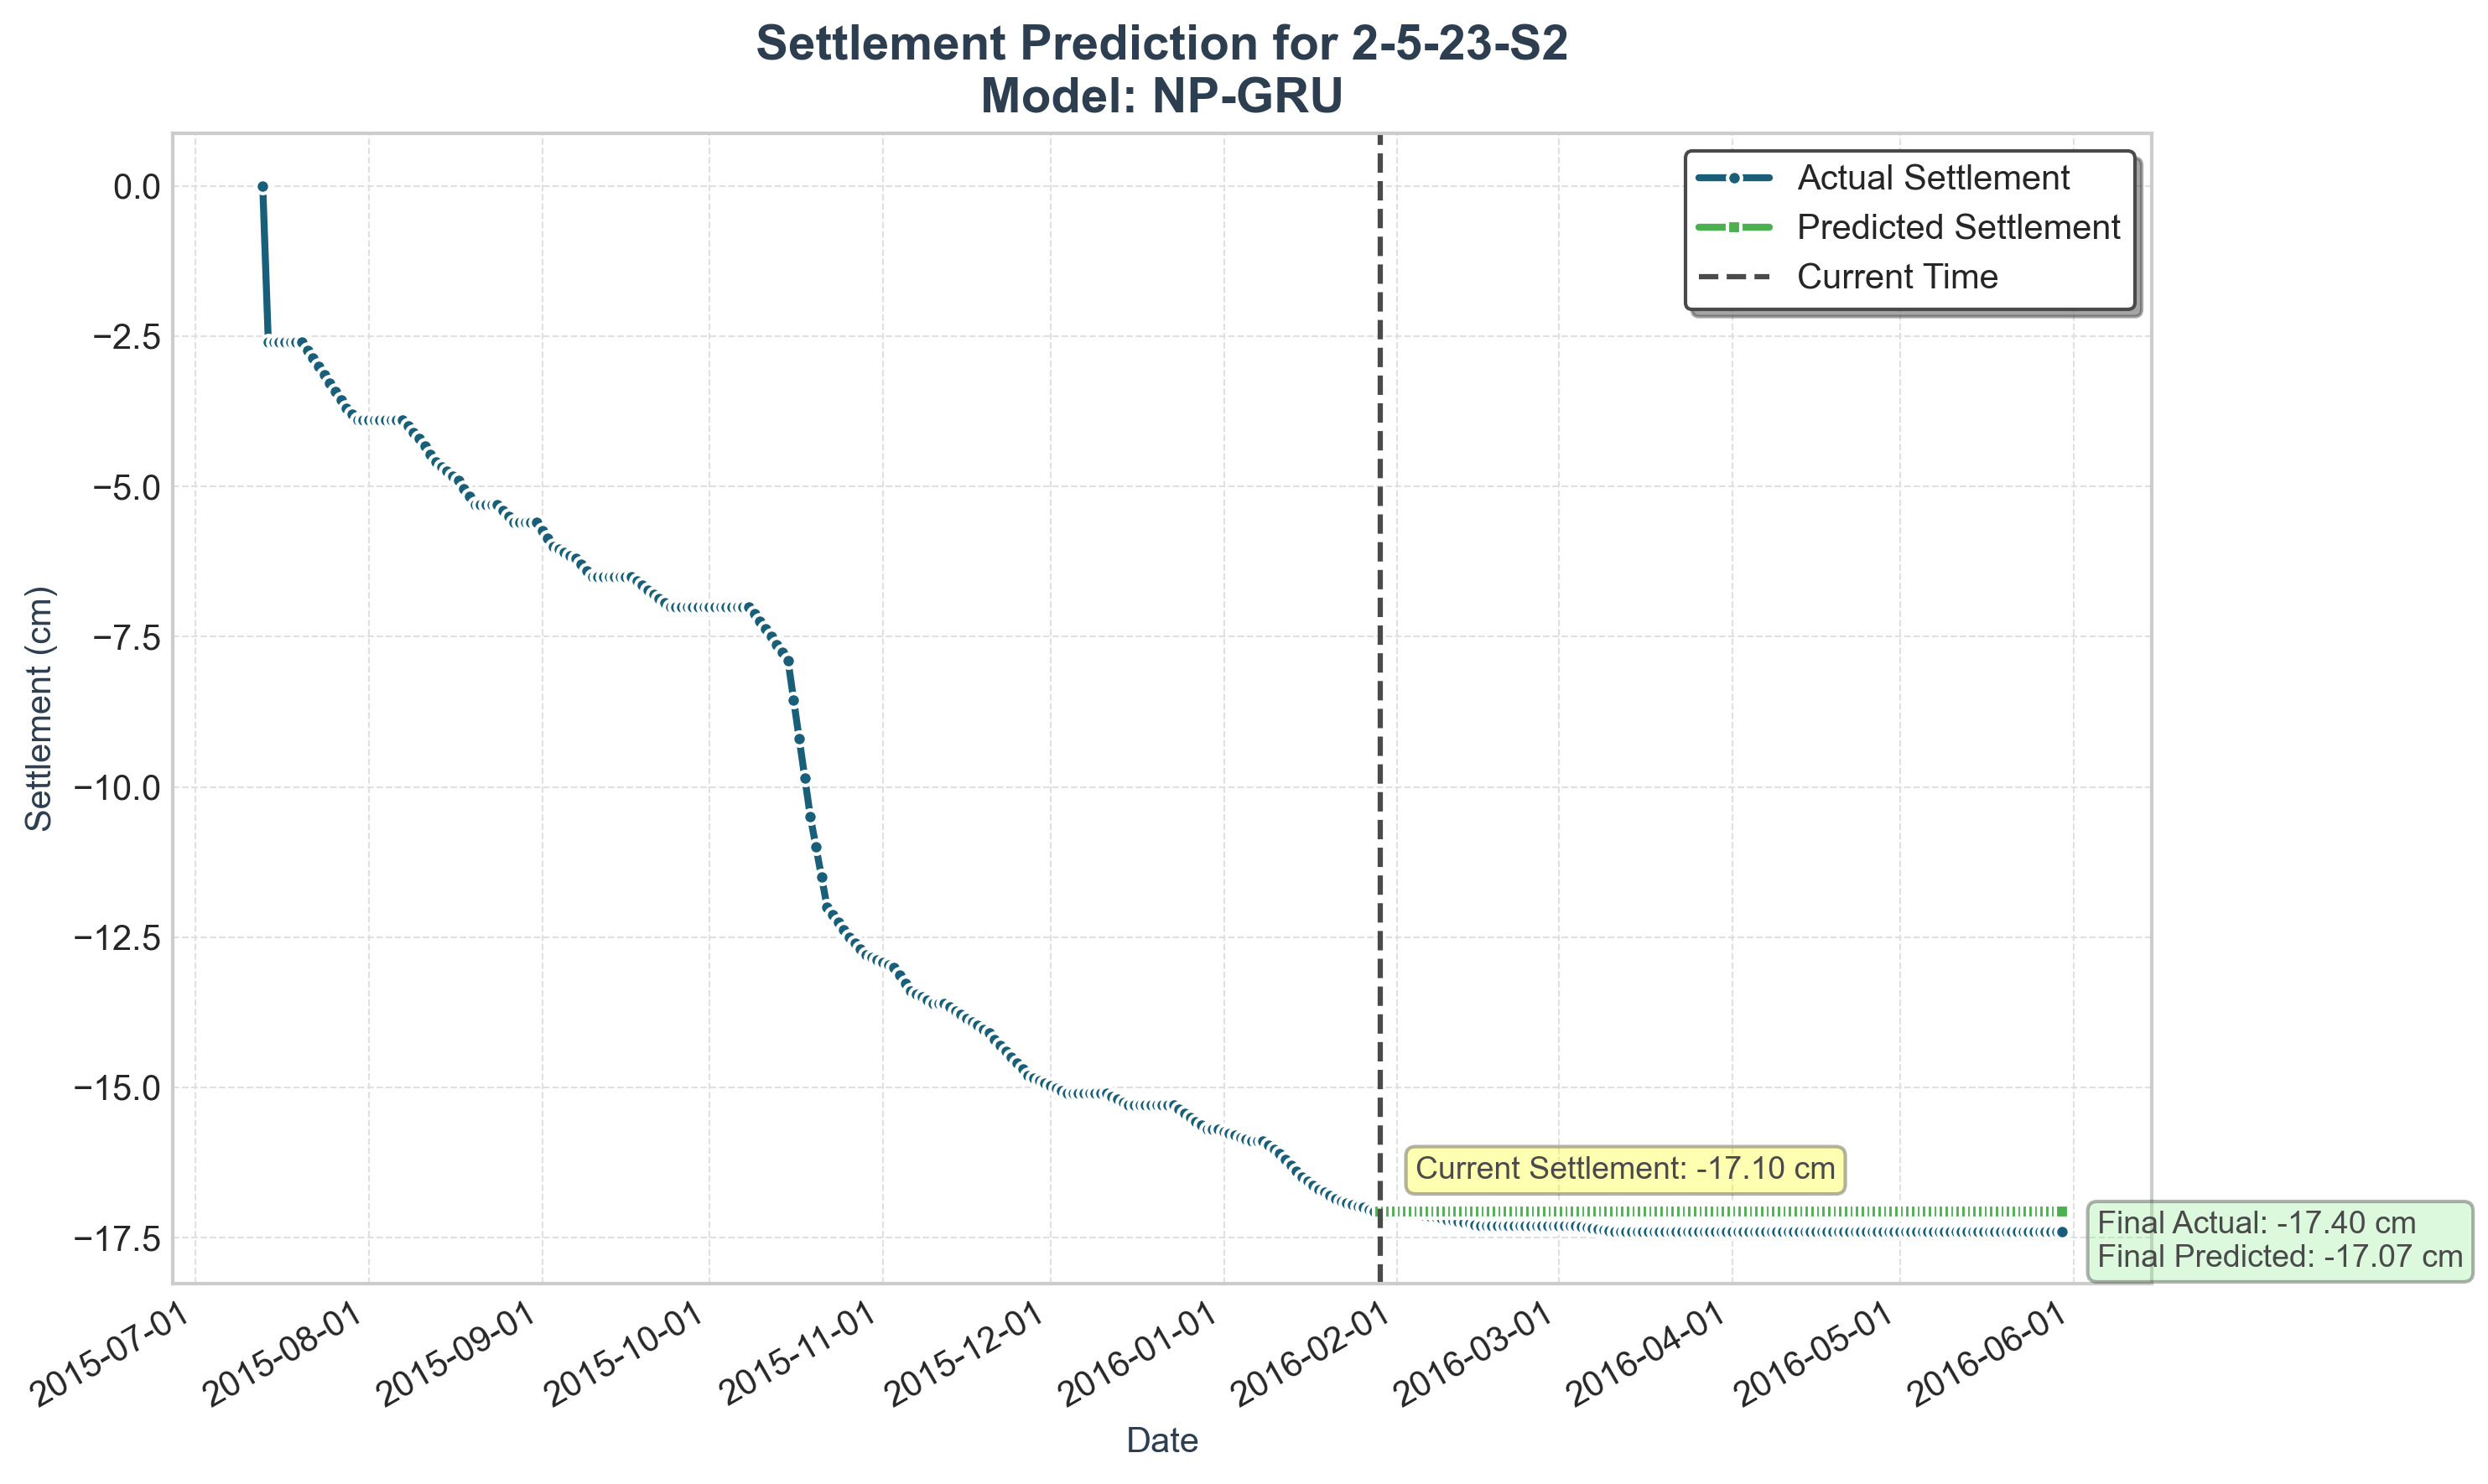 Settlement Prediction for 2-5-23-S2
Model: NP-GRU
Actual Settlement
Predicted Settlement
Current Time
Settlement (cm)
0.0
−2.5
−5.0
−7.5
−10.0
−12.5
−15.0
−17.5
Current Settlement: -17.10 cm
Final Actual: -17.40 cm
Final Predicted: -17.07 cm
2015-07-01
2015-08-01
2015-09-01
2015-10-01
2015-11-01
2015-12-01
2016-01-01
2016-02-01
2016-03-01
2016-04-01
2016-05-01
2016-06-01
Date